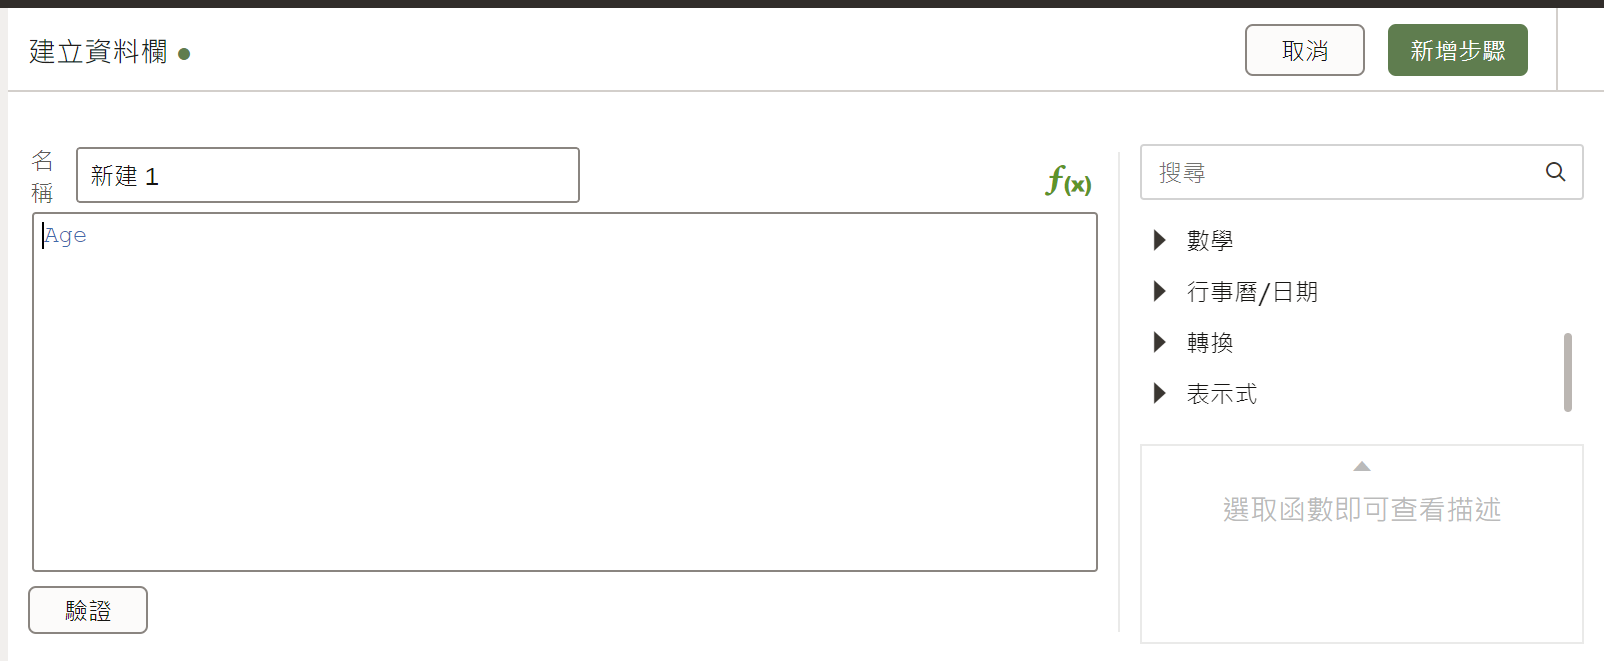 建立資料欄
取消
新增步驟
名稱
新建 1
f(x)
Age
驗證
搜尋
數學
行事曆/日期
轉換
表示式
選取函數即可查看描述